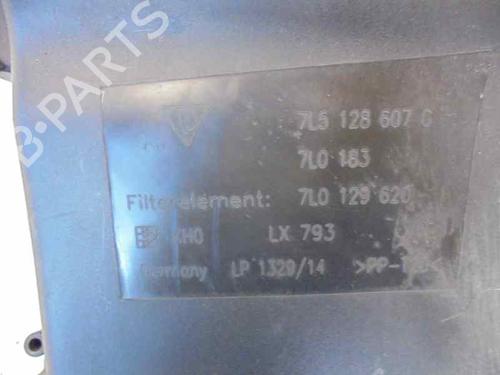 B-PARTS
7L5 128 607 G
7L0 183
Filterelement: 7L0 129 620
LX 793
Germany LP 1329/14 >PP-